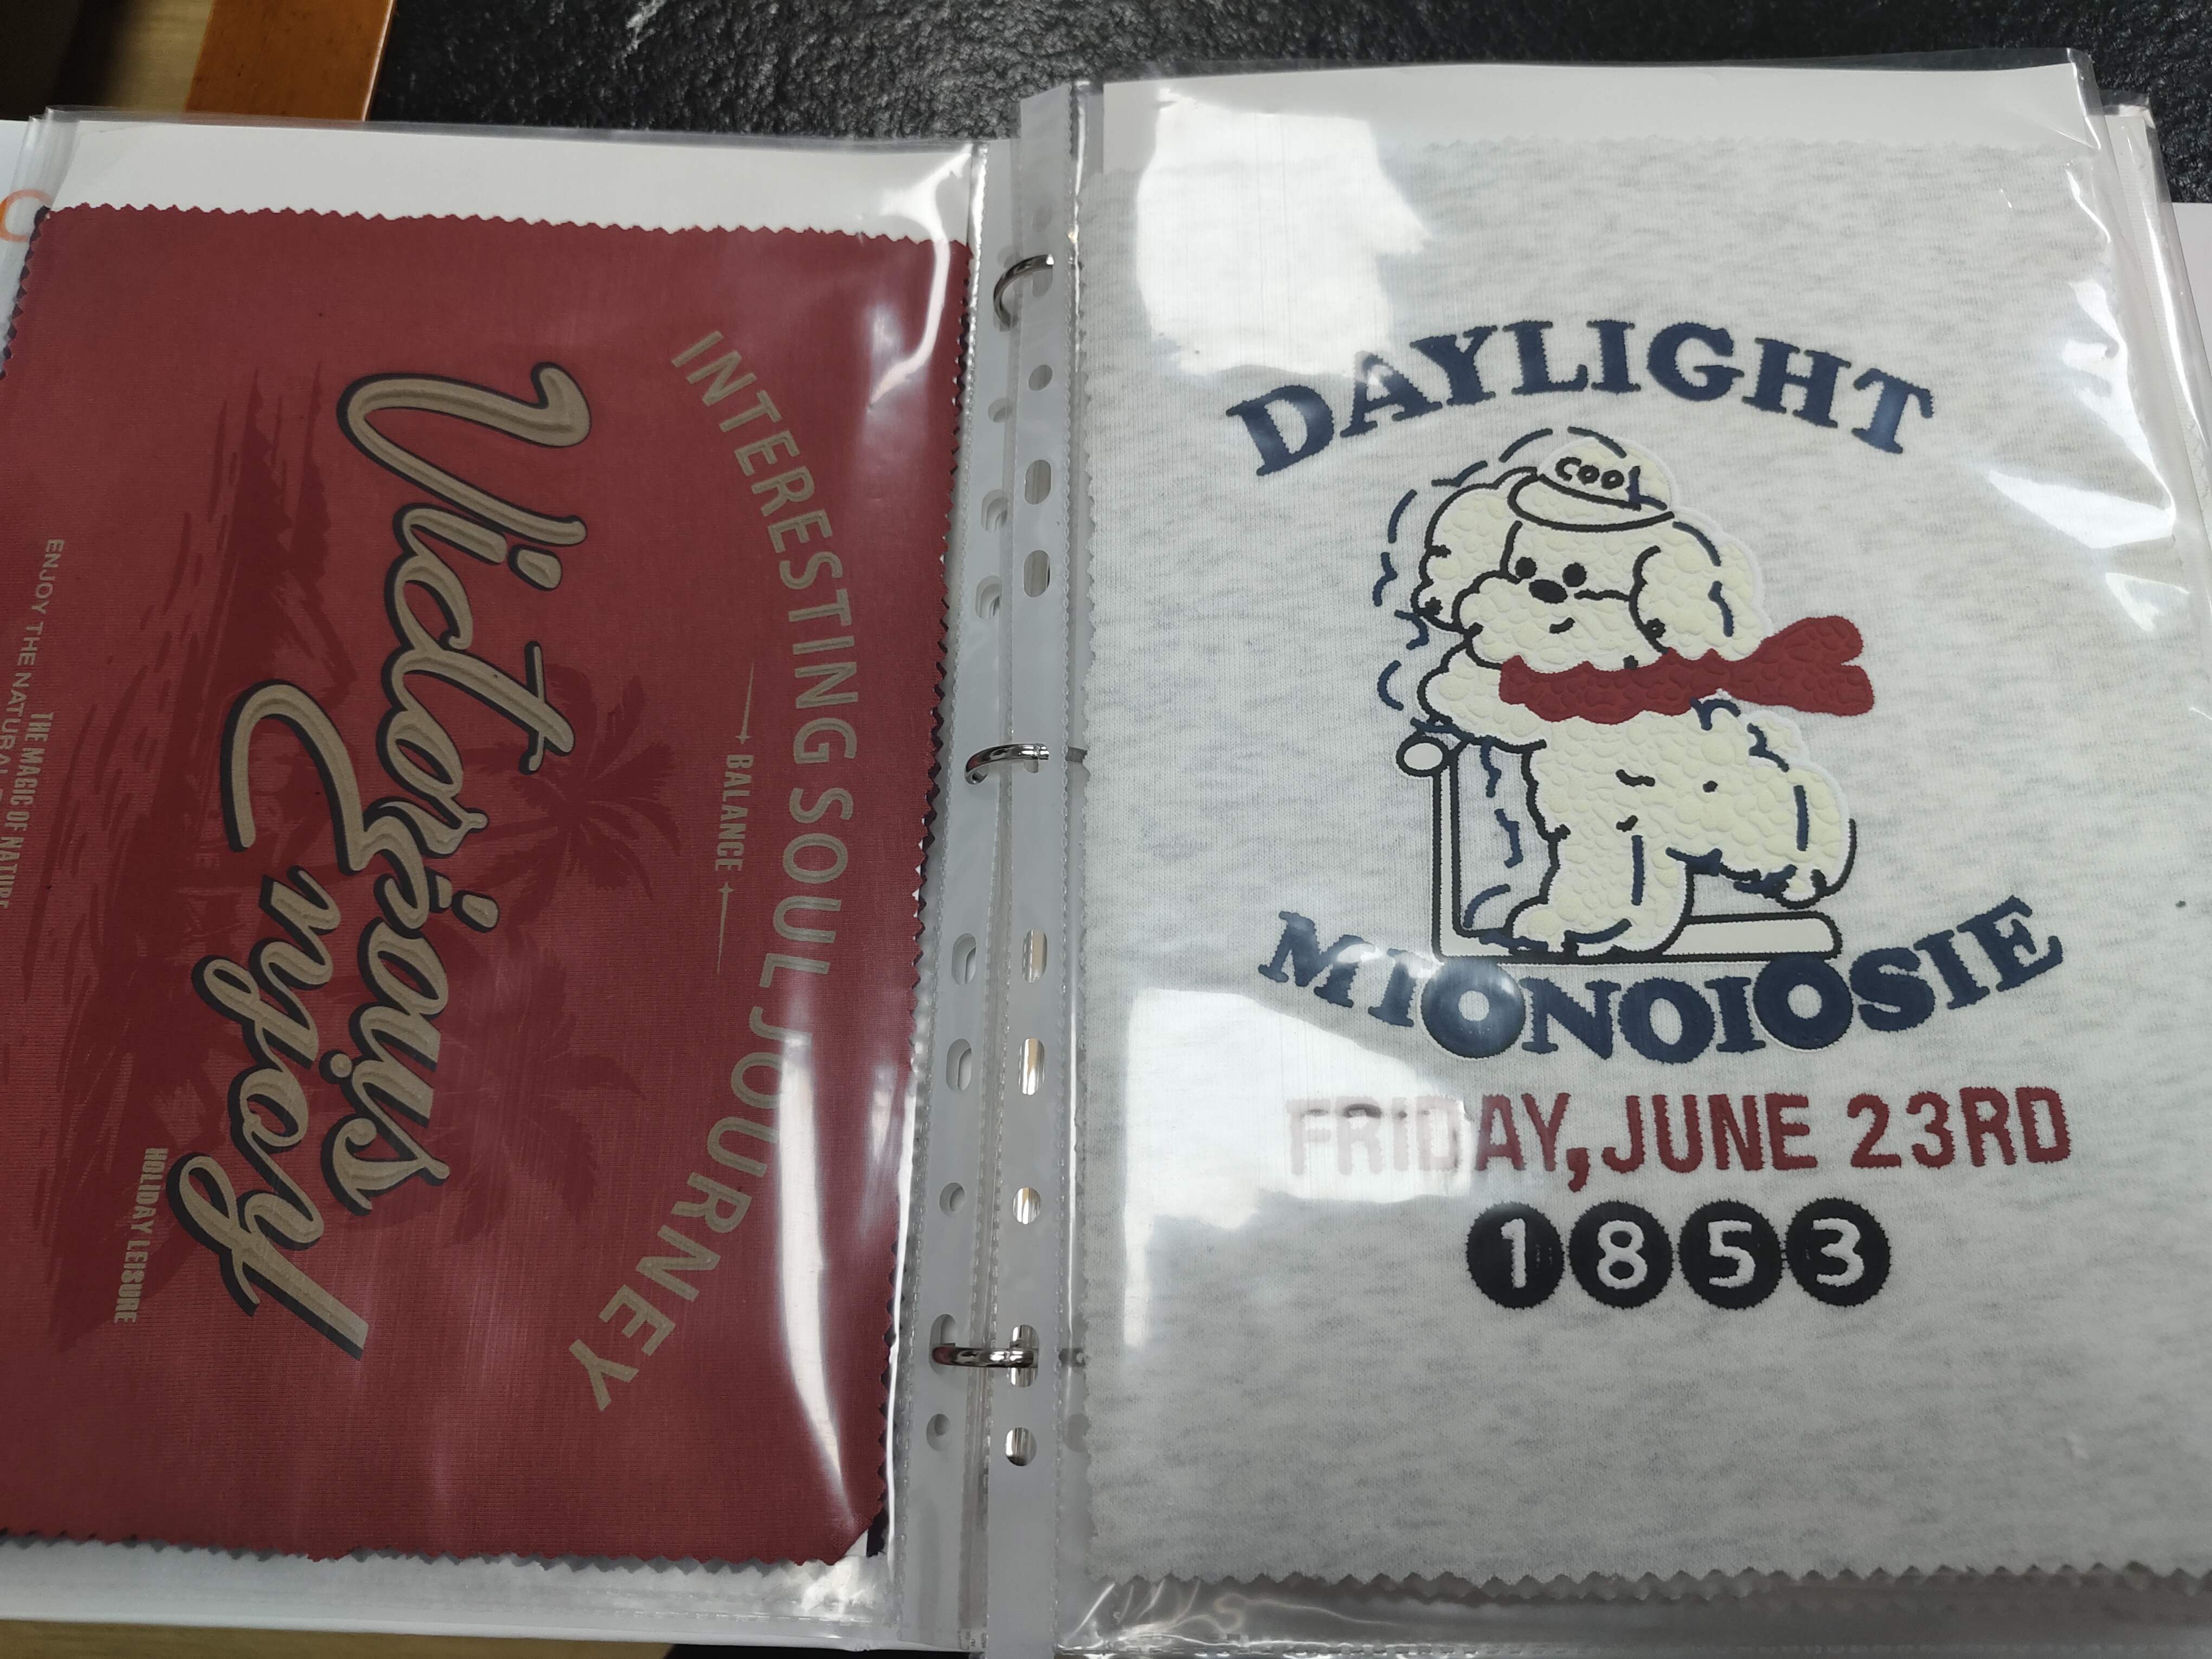 INTERESTING SOUL JOURNEY
BALANCE
Victorious
Enjoy
HOLIDAY LEISURE
ENJOY THE NATURAL
THE MAGIC OF NATURE
DAYLIGHT
COOL
MIONOIOSIE
FRIDAY,JUNE 23RD
1853